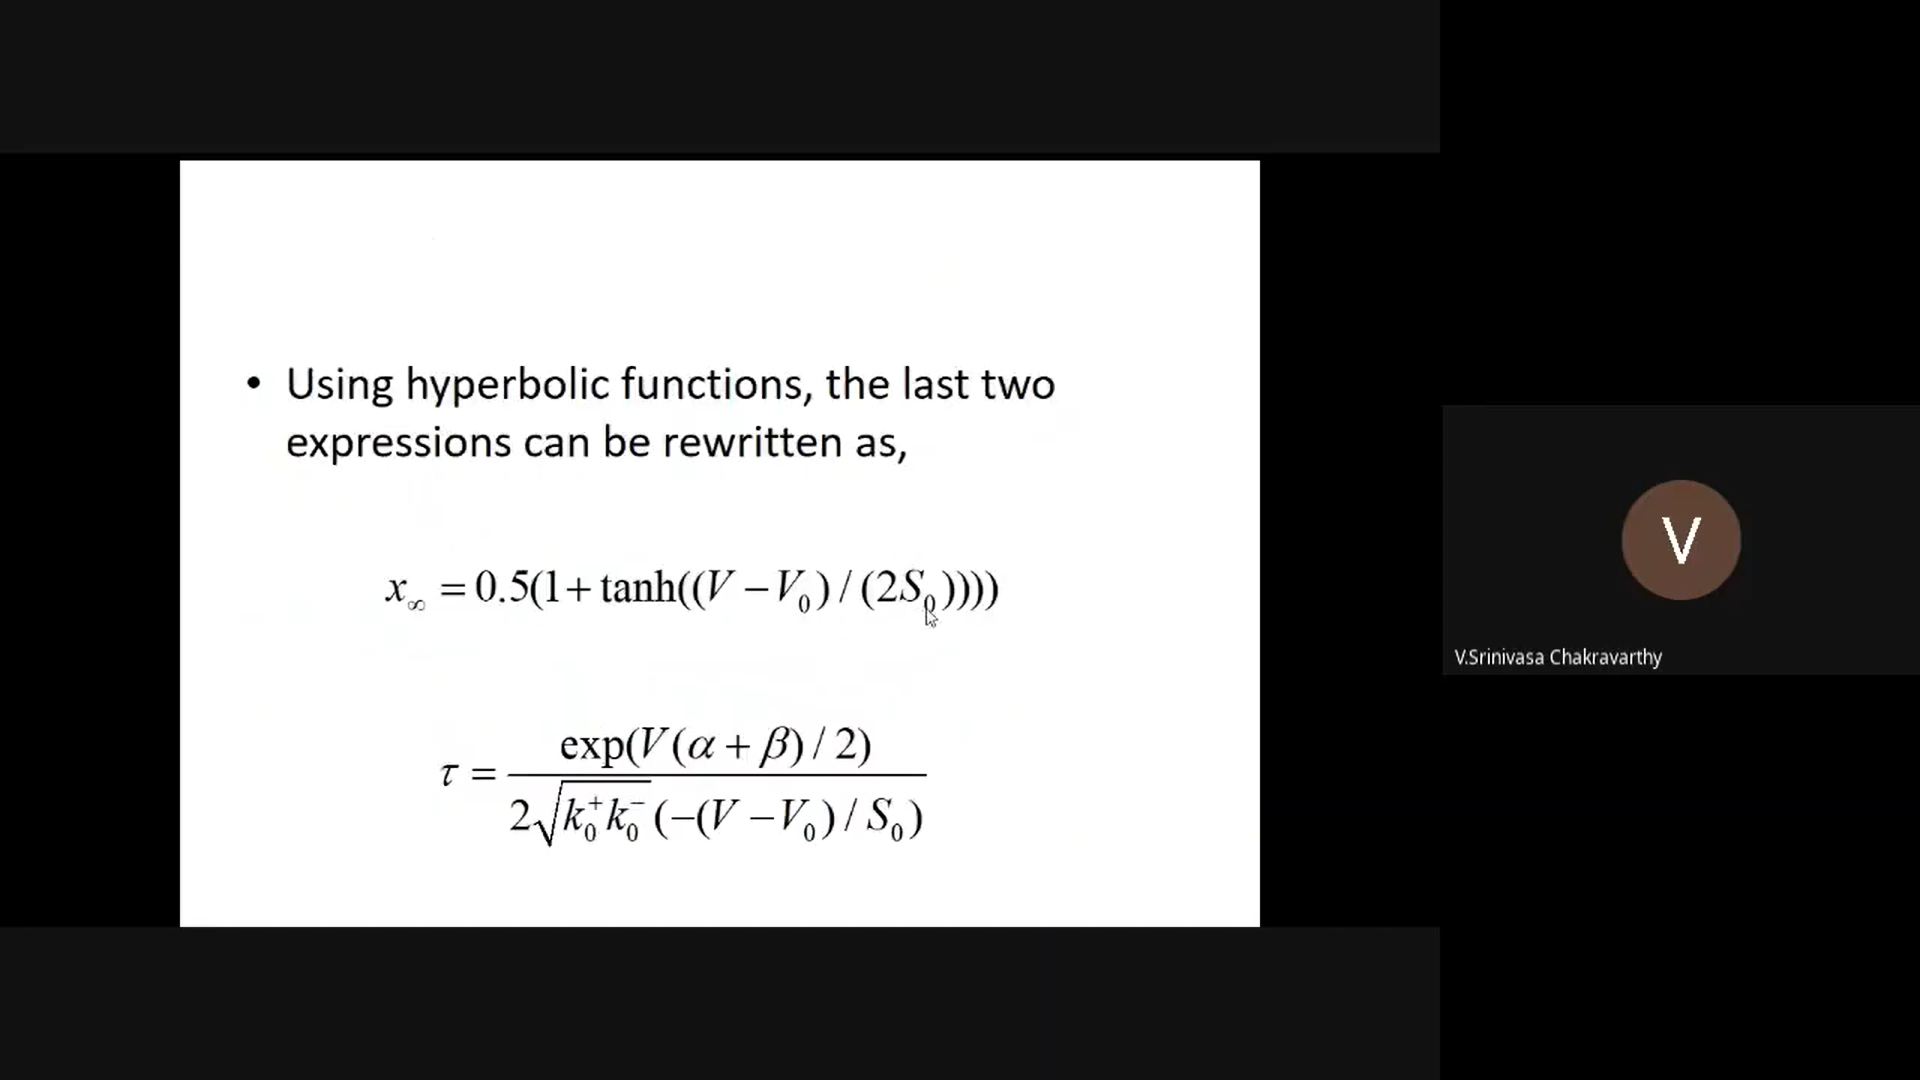 • Using hyperbolic functions, the last two
expressions can be rewritten as,
x∞ = 0.5(1 + tanh((V − V₀) / (2S₀))))
τ = exp(V(α + β) / 2)
2√k₀⁺k₀⁻ (−(V − V₀) / S₀)
V
V.Srinivasa Chakravarthy